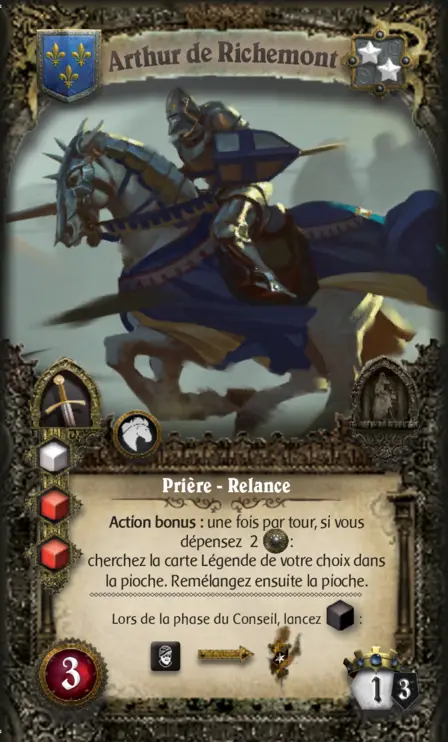 Arthur de Richemont
Prière - Relance
Action bonus : une fois par tour, si vous
dépensez 2 :
cherchez la carte Légende de votre choix dans
la pioche. Remélangez ensuite la pioche.
Lors de la phase du Conseil, lancez :
3
1 3